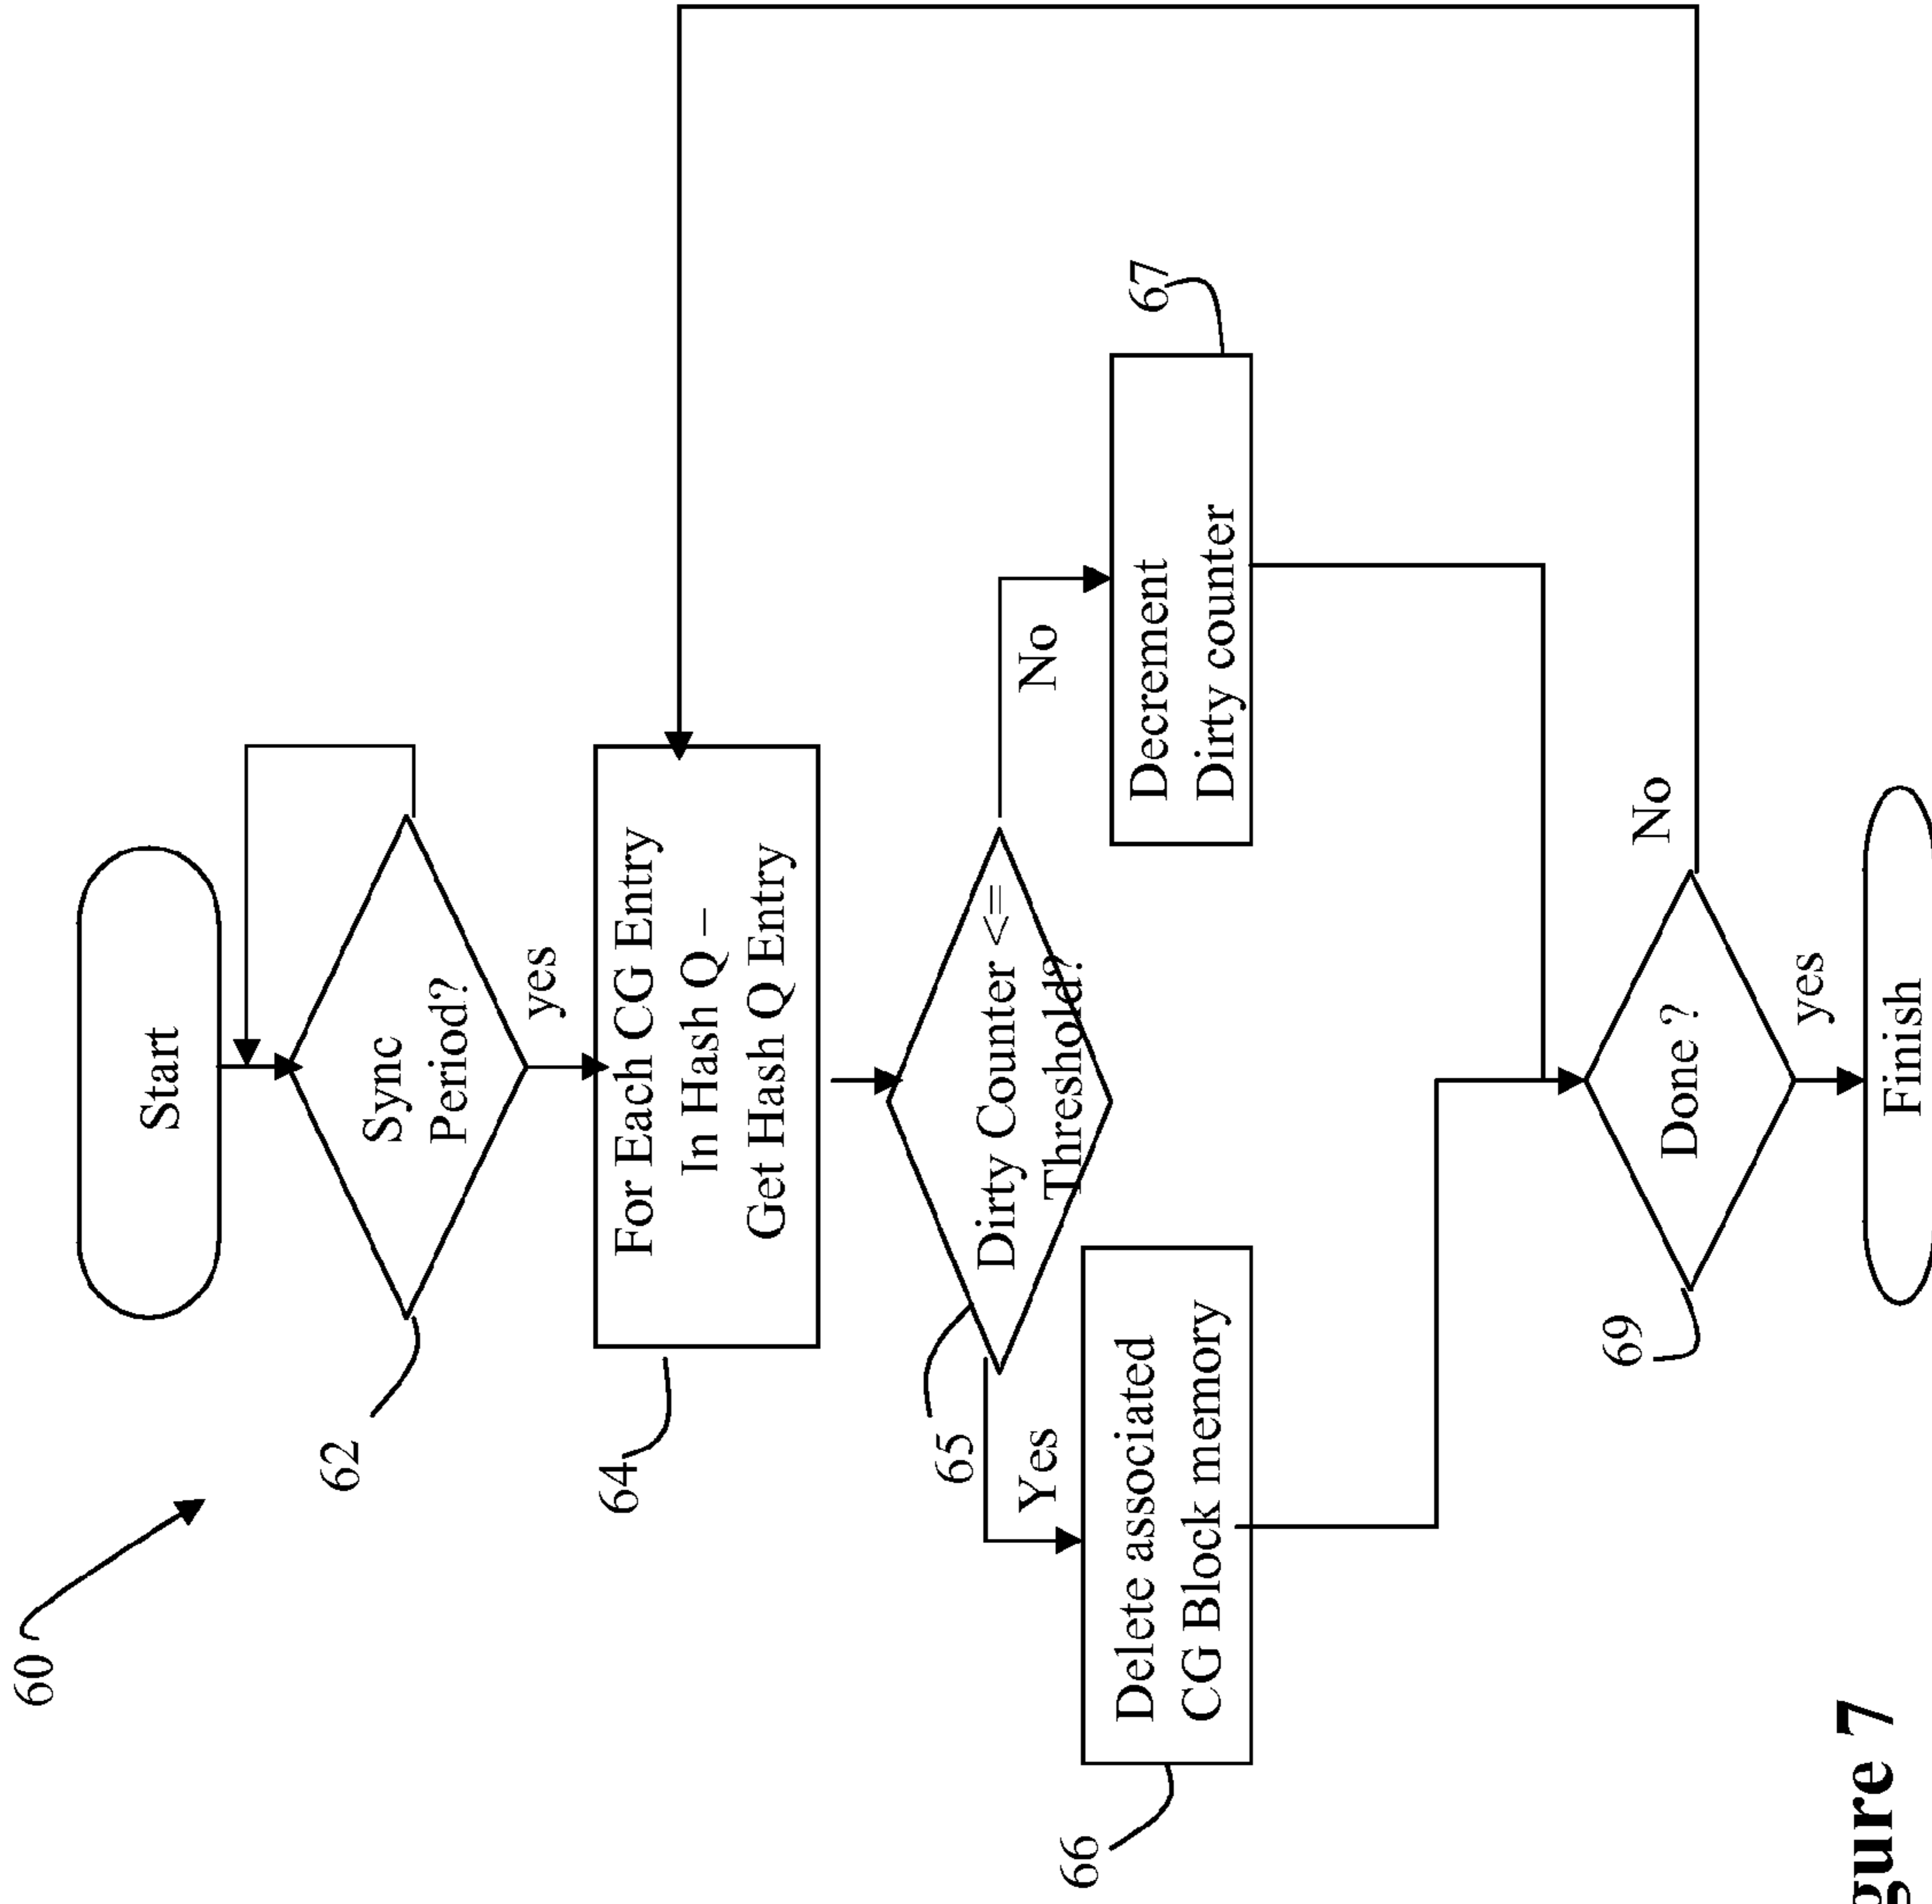 60
Start
62
Sync
Period?
yes
64
For Each CG Entry
In Hash Q –
Get Hash Q Entry
65
Dirty Counter <=
Threshold?
Yes
No
66
Delete associated
CG Block memory
67
Decrement
Dirty counter
69
Done ?
No
yes
Finish
gure 7